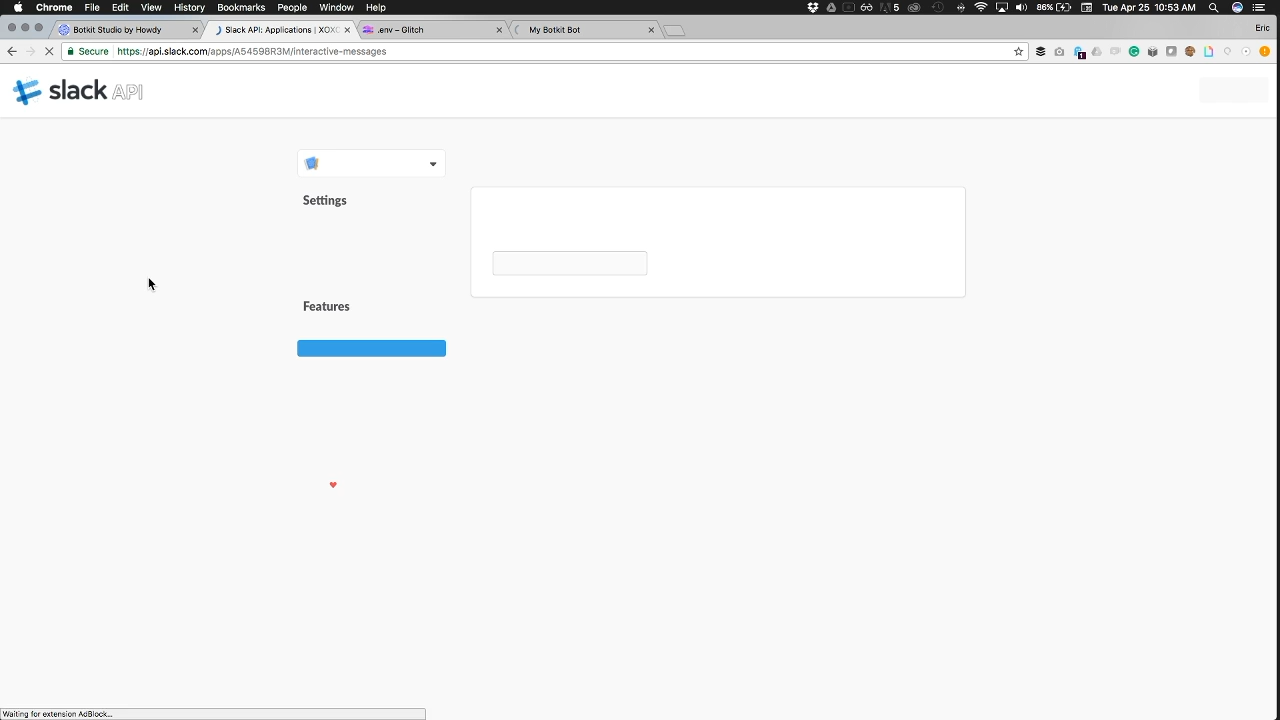 Chrome File Edit View History Bookmarks People Window Help 5 86% Tue Apr 25 10:53 AM
Botkit Studio by Howdy Slack API: Applications | XOXO .env – Glitch My Botkit Bot Eric
Secure https://api.slack.com/apps/A54598R3M/interactive-messages 1
slack API
Settings
Features
Waiting for extension AdBlock...